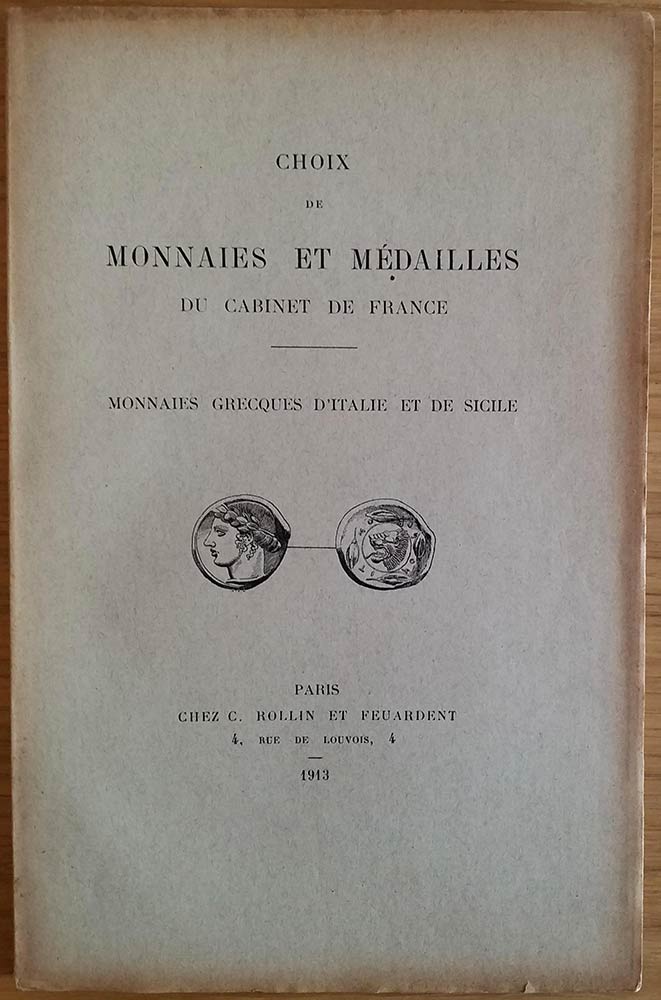 CHOIX
DE
MONNAIES ET MÉDAILLES
DU CABINET DE FRANCE
MONNAIES GRECQUES D'ITALIE ET DE SICILE
PARIS
CHEZ C. ROLLIN ET FEUARDENT
4, RUE DE LOUVOIS, 4
1913